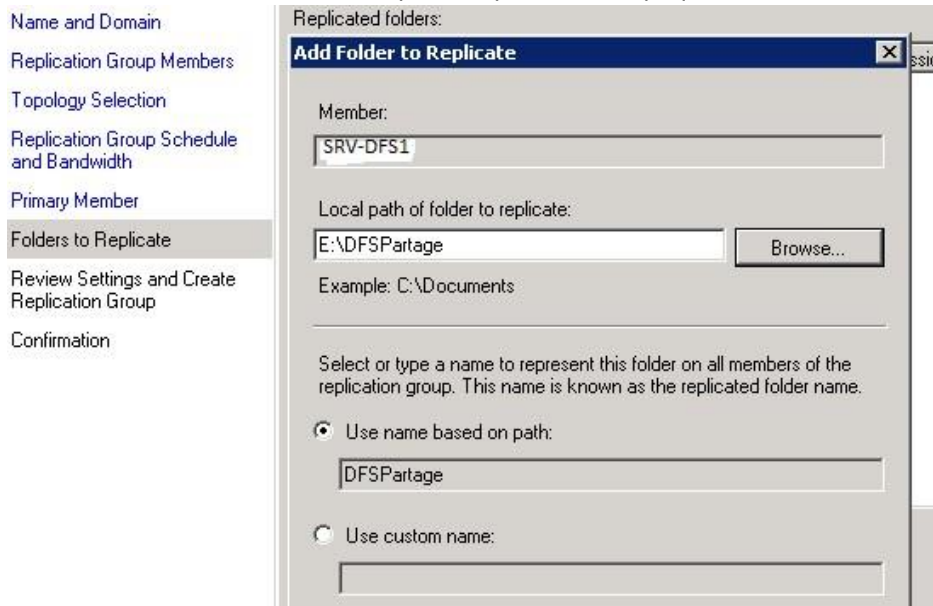 Name and Domain
Replication Group Members
Topology Selection
Replication Group Schedule
and Bandwidth
Primary Member
Folders to Replicate
Review Settings and Create
Replication Group
Confirmation
Replicated folders:
Add Folder to Replicate
Member:
SRV-DFS1
Local path of folder to replicate:
E:\DFSPartage
Browse...
Example: C:\Documents
Select or type a name to represent this folder on all members of the
replication group. This name is known as the replicated folder name.
Use name based on path:
DFSPartage
Use custom name: